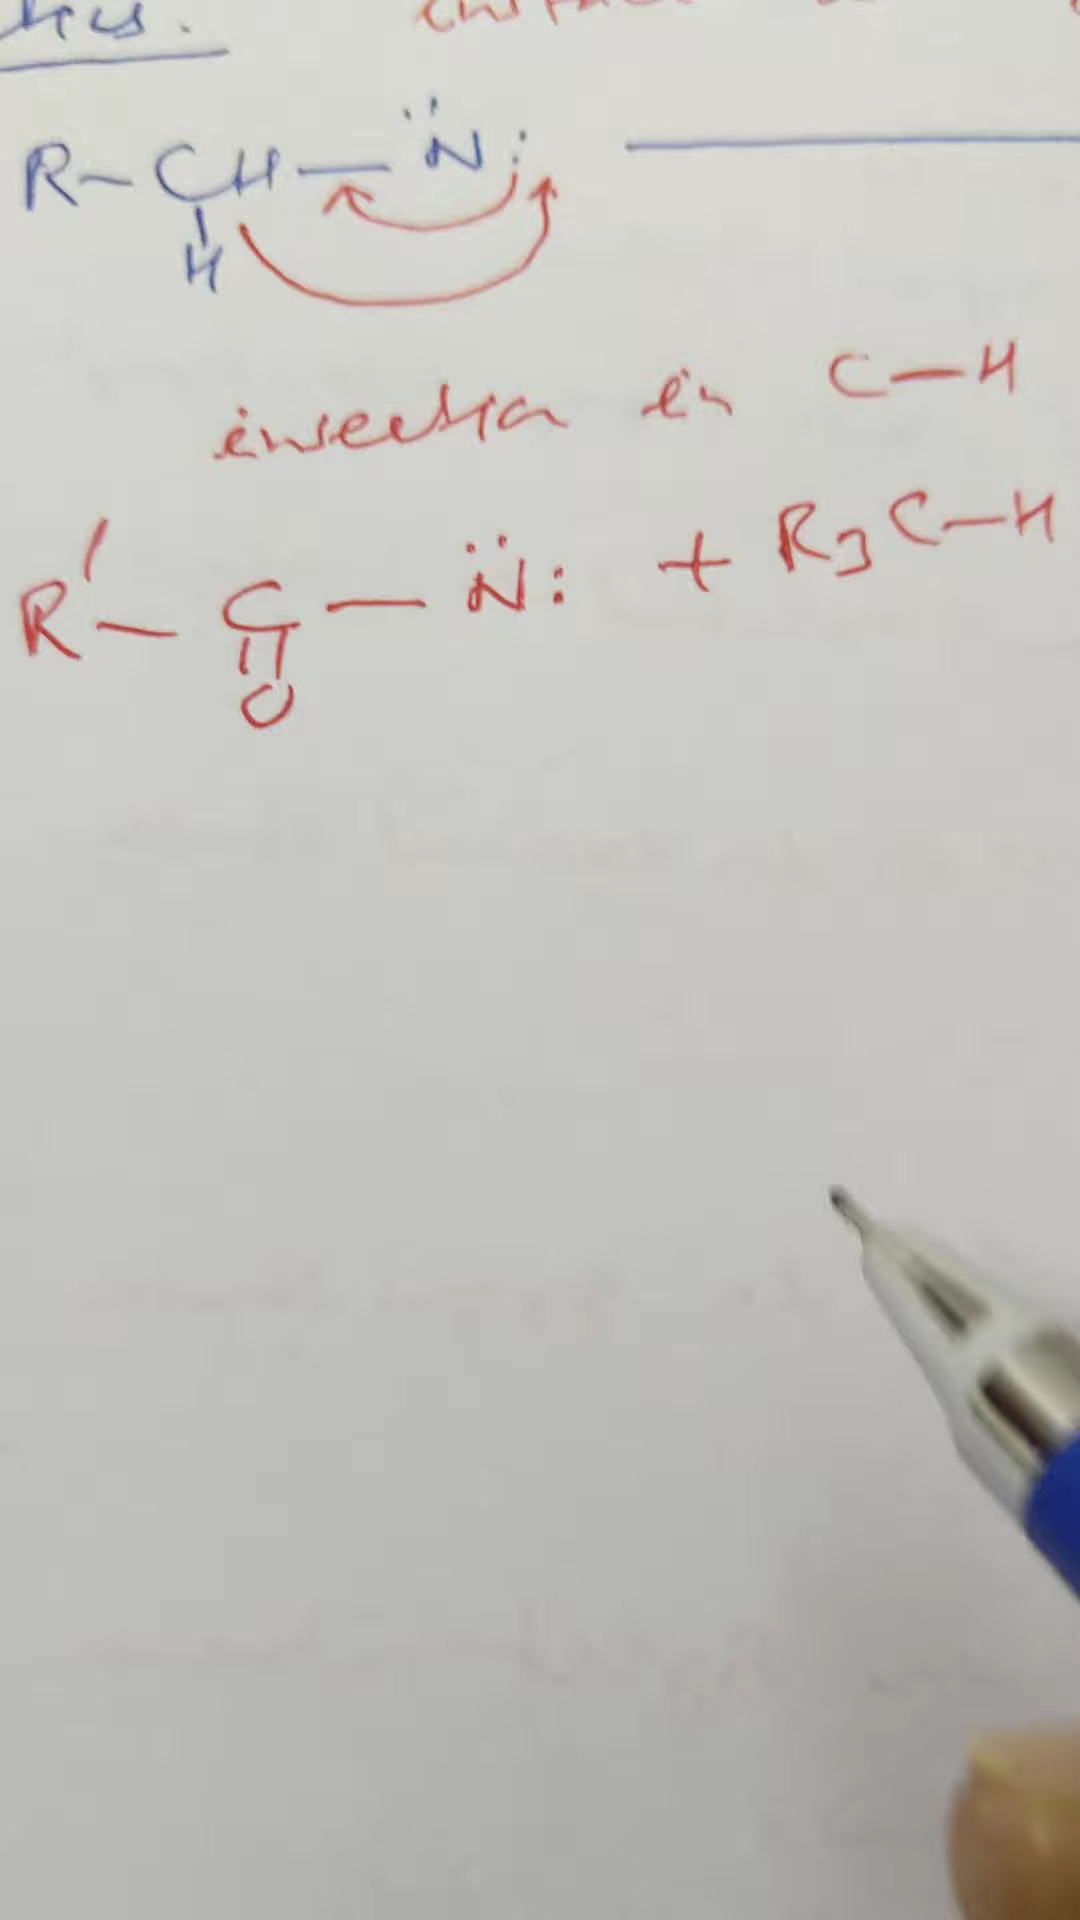 R–CH–N̈:
H
insertion in C–H
R'–C–N̈: + R₃C–H
O